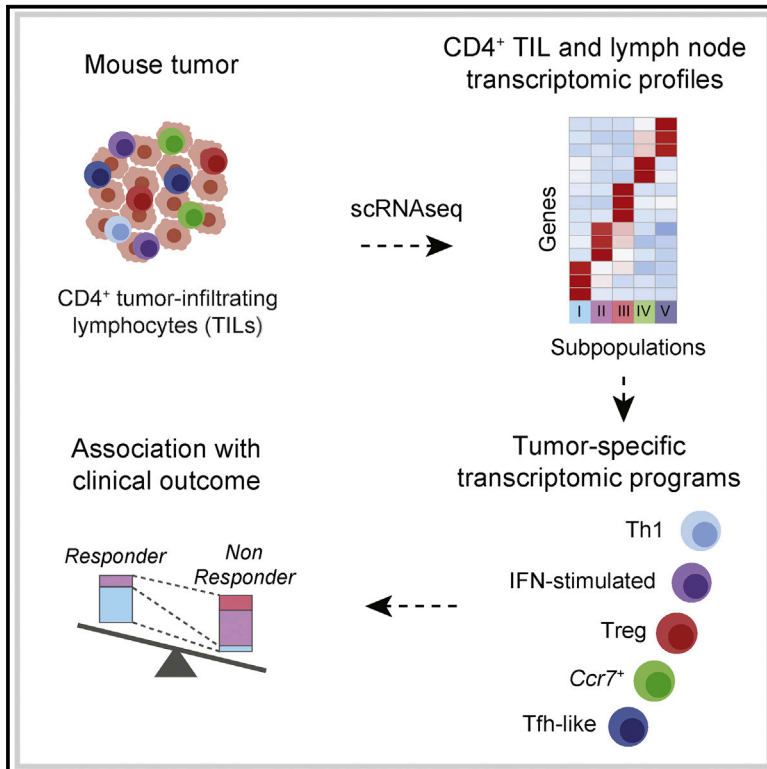 Mouse tumor
CD4⁺ tumor-infiltrating
lymphocytes (TILs)
scRNAseq
CD4⁺ TIL and lymph node
transcriptomic profiles
Genes
I II III IV V
Subpopulations
Tumor-specific
transcriptomic programs
Th1
IFN-stimulated
Treg
Ccr7⁺
Tfh-like
Association with
clinical outcome
Responder
Non
Responder